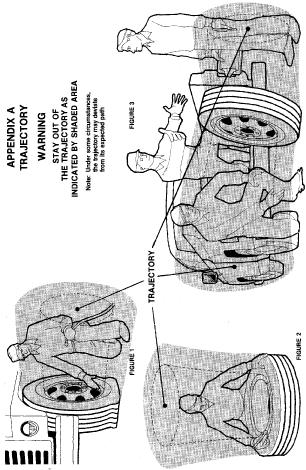 APPENDIX A
TRAJECTORY
WARNING
STAY OUT OF
THE TRAJECTORY AS
INDICATED BY SHADED AREA
Note: Under some circumstances,
the trajectory may deviate
from its expected path
FIGURE 3
TRAJECTORY
FIGURE 1
FIGURE 2